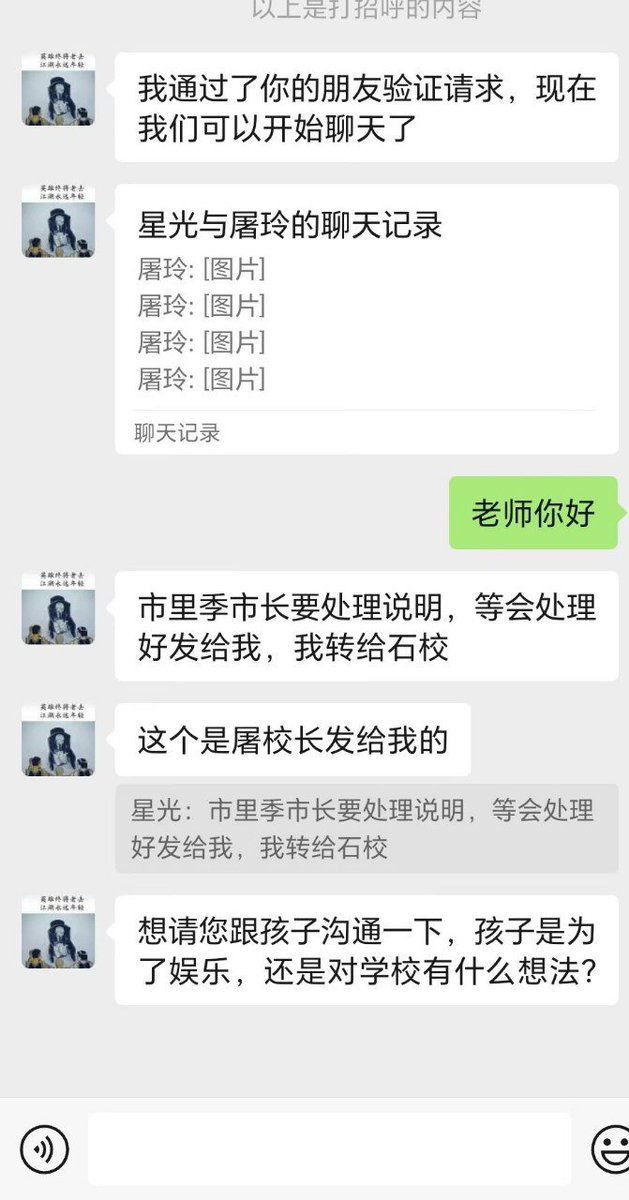 以上是打招呼的内容
英雄终将老去
江湖永远年轻
我通过了你的朋友验证请求，现在
我们可以开始聊天了
英雄终将老去
江湖永远年轻
星光与屠玲的聊天记录
屠玲: [图片]
屠玲: [图片]
屠玲: [图片]
屠玲: [图片]
聊天记录
老师你好
英雄终将老去
江湖永远年轻
市里季市长要处理说明，等会处理
好发给我，我转给石校
英雄终将老去
江湖永远年轻
这个是屠校长发给我的
星光：市里季市长要处理说明，等会处理
好发给我，我转给石校
英雄终将老去
江湖永远年轻
想请您跟孩子沟通一下，孩子是为
了娱乐，还是对学校有什么想法？